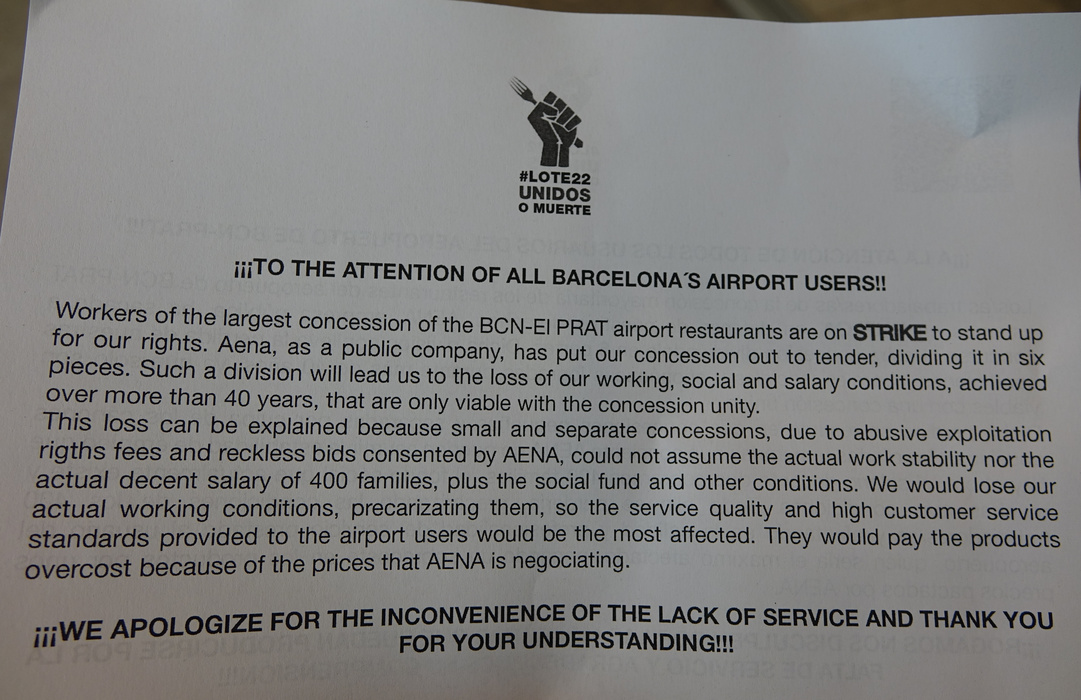 #LOTE22
UNIDOS
O MUERTE
¡¡¡TO THE ATTENTION OF ALL BARCELONA´S AIRPORT USERS!!
Workers of the largest concession of the BCN-El PRAT airport restaurants are on STRIKE to stand up
for our rights. Aena, as a public company, has put our concession out to tender, dividing it in six
pieces. Such a division will lead us to the loss of our working, social and salary conditions, achieved
over more than 40 years, that are only viable with the concession unity.
This loss can be explained because small and separate concessions, due to abusive exploitation
rigths fees and reckless bids consented by AENA, could not assume the actual work stability nor the
actual decent salary of 400 families, plus the social fund and other conditions. We would lose our
actual working conditions, precarizating them, so the service quality and high customer service
standards provided to the airport users would be the most affected. They would pay the products
overcost because of the prices that AENA is negociating.
¡¡¡WE APOLOGIZE FOR THE INCONVENIENCE OF THE LACK OF SERVICE AND THANK YOU
FOR YOUR UNDERSTANDING!!!